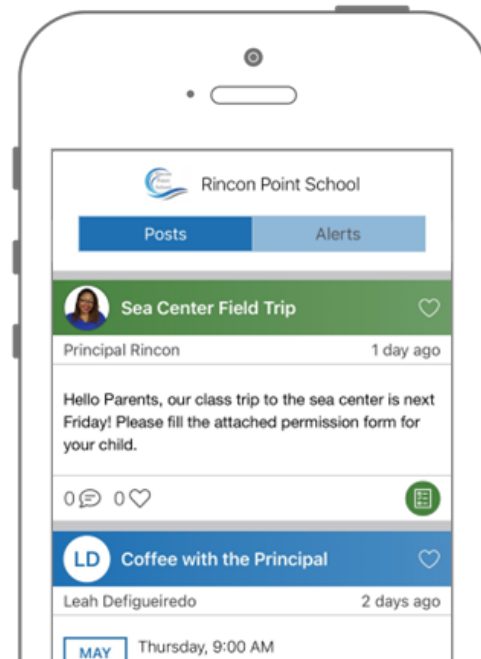 Rincon Point School
Posts Alerts
Sea Center Field Trip
Principal Rincon 1 day ago
Hello Parents, our class trip to the sea center is next
Friday! Please fill the attached permission form for
your child.
0 0
LD Coffee with the Principal
Leah Defigueiredo 2 days ago
MAY Thursday, 9:00 AM